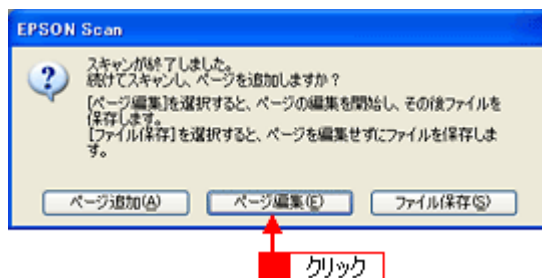 EPSON Scan
スキャンが終了しました。
続けてスキャンし、ページを追加しますか？
[ページ編集]を選択すると、ページの編集を開始し、その後ファイルを
保存します。
[ファイル保存]を選択すると、ページを編集せずにファイルを保存しま
す。
ページ追加(A)
ページ編集(E)
ファイル保存(S)
クリック